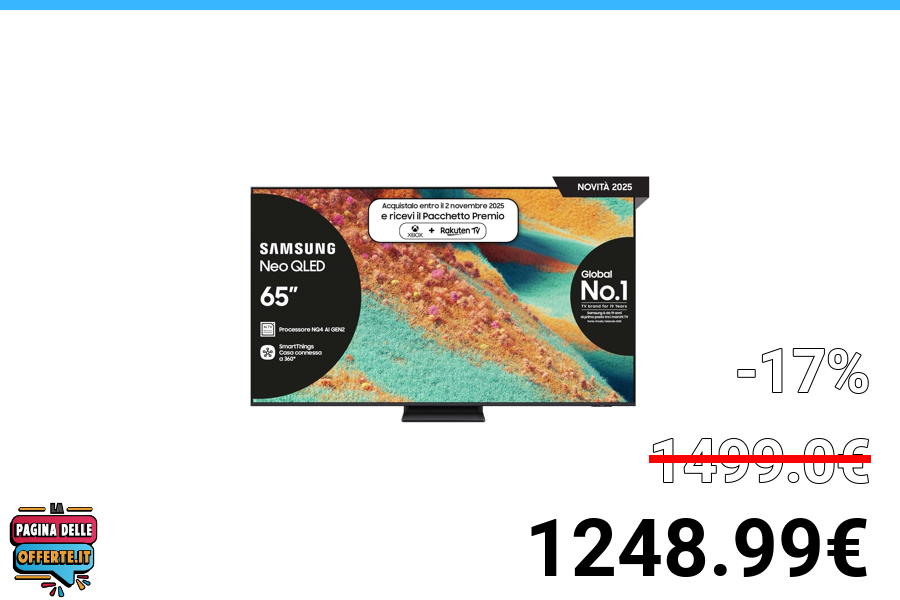 NOVITÀ 2025
Acquistalo entro il 2 novembre 2025
e ricevi il Pacchetto Premio
XBOX + Rakuten TV
SAMSUNG
Neo QLED
65”
Processore NQ4 AI GEN2
SmartThings
Casa connessa
a 360°
Global
No.1
TV brand for 19 Years
-17%
1499.0€
1248.99€
LA
PAGINA DELLE
OFFERTE.IT